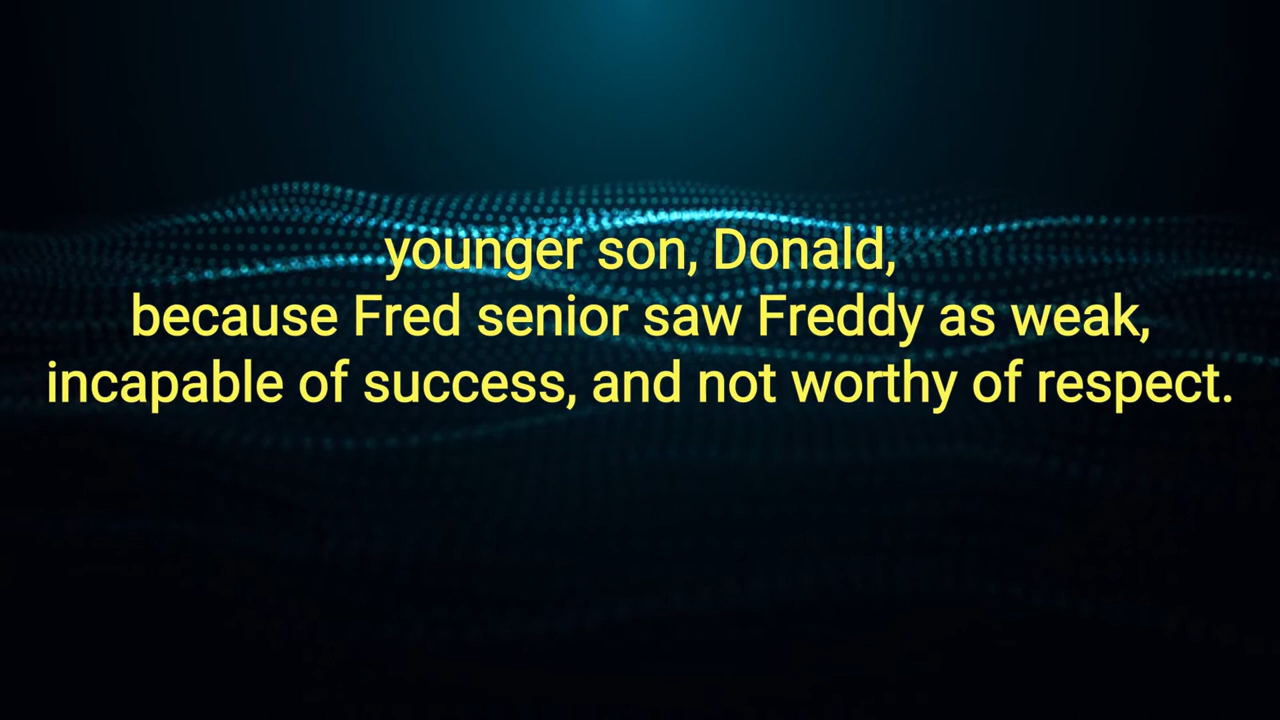 younger son, Donald,
because Fred senior saw Freddy as weak,
incapable of success, and not worthy of respect.